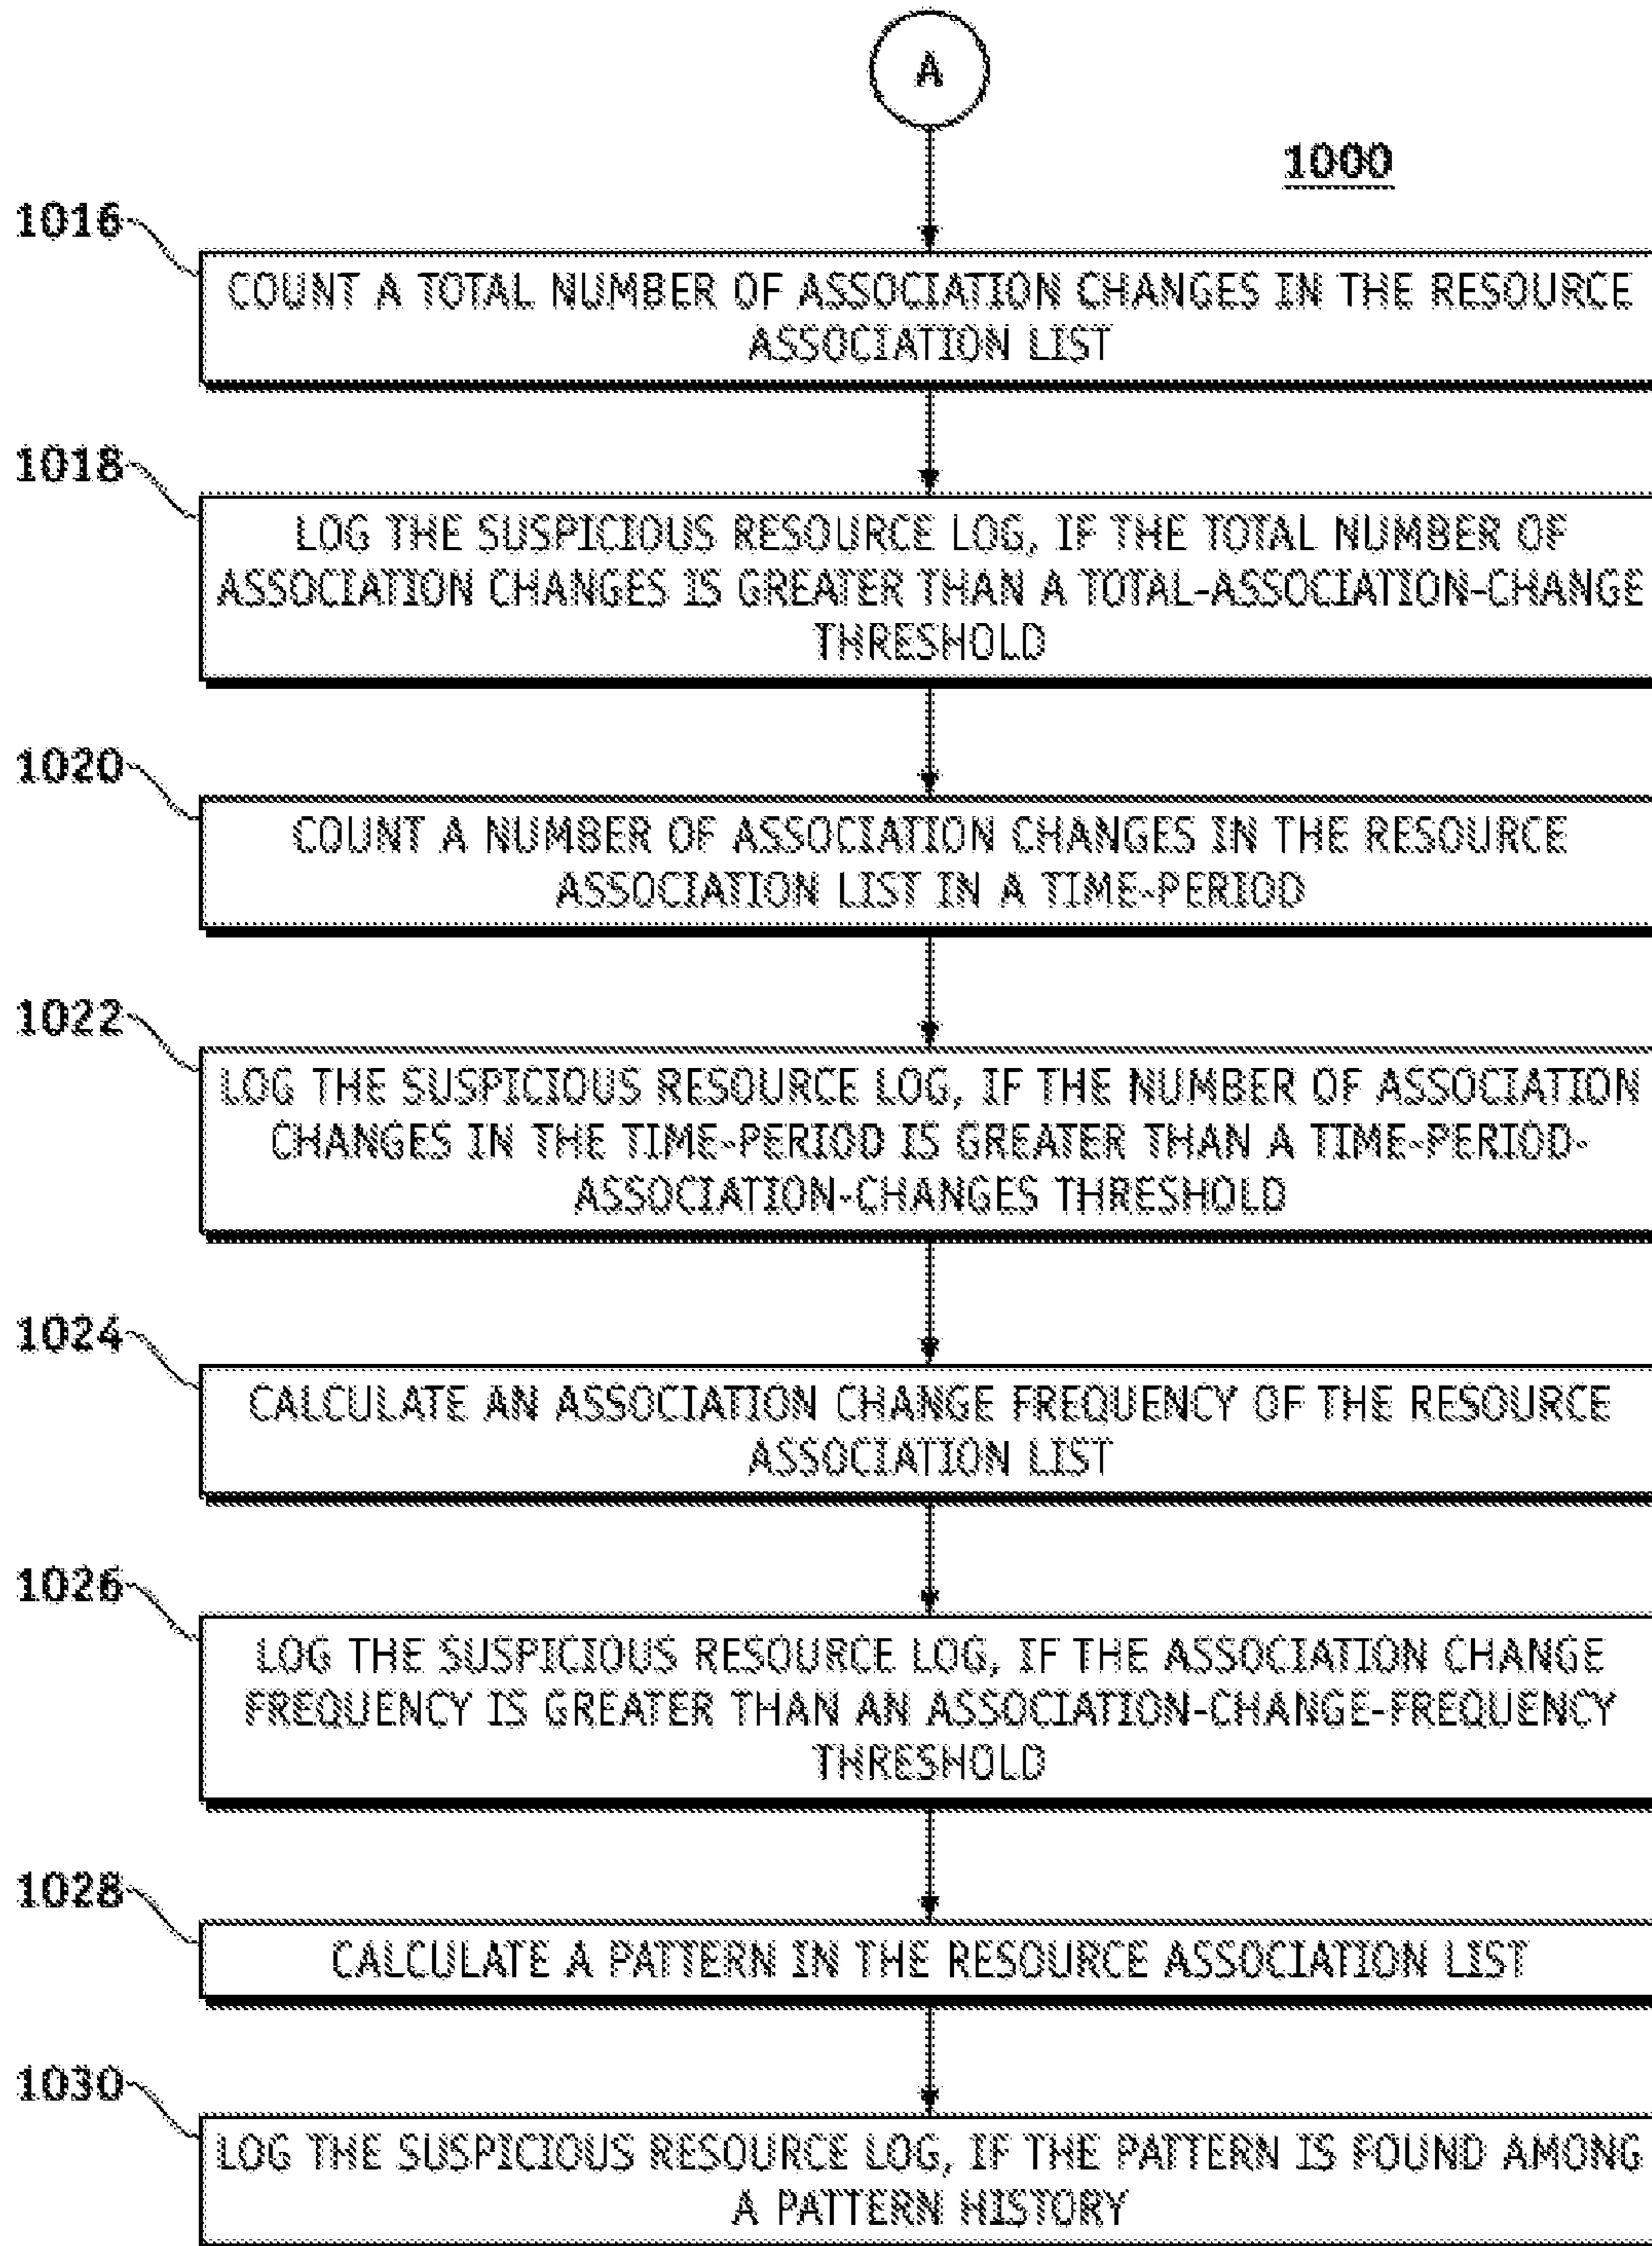 A
1000
1016
COUNT A TOTAL NUMBER OF ASSOCIATION CHANGES IN THE RESOURCE
ASSOCIATION LIST
1018
LOG THE SUSPICIOUS RESOURCE LOG, IF THE TOTAL NUMBER OF
ASSOCIATION CHANGES IS GREATER THAN A TOTAL-ASSOCIATION-CHANGE
THRESHOLD
1020
COUNT A NUMBER OF ASSOCIATION CHANGES IN THE RESOURCE
ASSOCIATION LIST IN A TIME-PERIOD
1022
LOG THE SUSPICIOUS RESOURCE LOG, IF THE NUMBER OF ASSOCIATION
CHANGES IN THE TIME-PERIOD IS GREATER THAN A TIME-PERIOD-
ASSOCIATION-CHANGES THRESHOLD
1024
CALCULATE AN ASSOCIATION CHANGE FREQUENCY OF THE RESOURCE
ASSOCIATION LIST
1026
LOG THE SUSPICIOUS RESOURCE LOG, IF THE ASSOCIATION CHANGE
FREQUENCY IS GREATER THAN AN ASSOCIATION-CHANGE-FREQUENCY
THRESHOLD
1028
CALCULATE A PATTERN IN THE RESOURCE ASSOCIATION LIST
1030
LOG THE SUSPICIOUS RESOURCE LOG, IF THE PATTERN IS FOUND AMONG
A PATTERN HISTORY